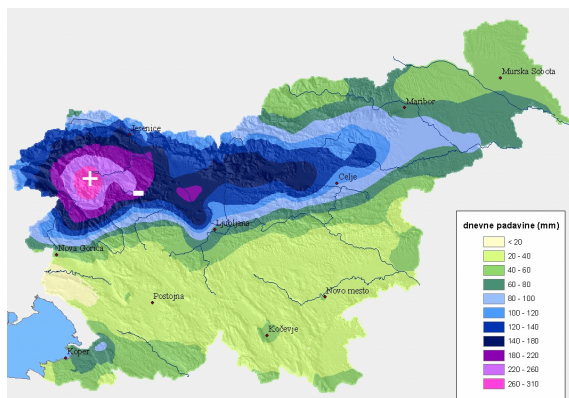 Murska Sobota
Maribor
Jesenice
Celje
Ljubljana
Nova Gorica
Postojna
Novo mesto
Kočevje
Koper
+
-
dnevne padavine (mm)
< 20
20 - 40
40 - 60
60 - 80
80 - 100
100 - 120
120 - 140
140 - 180
180 - 220
220 - 260
260 - 310